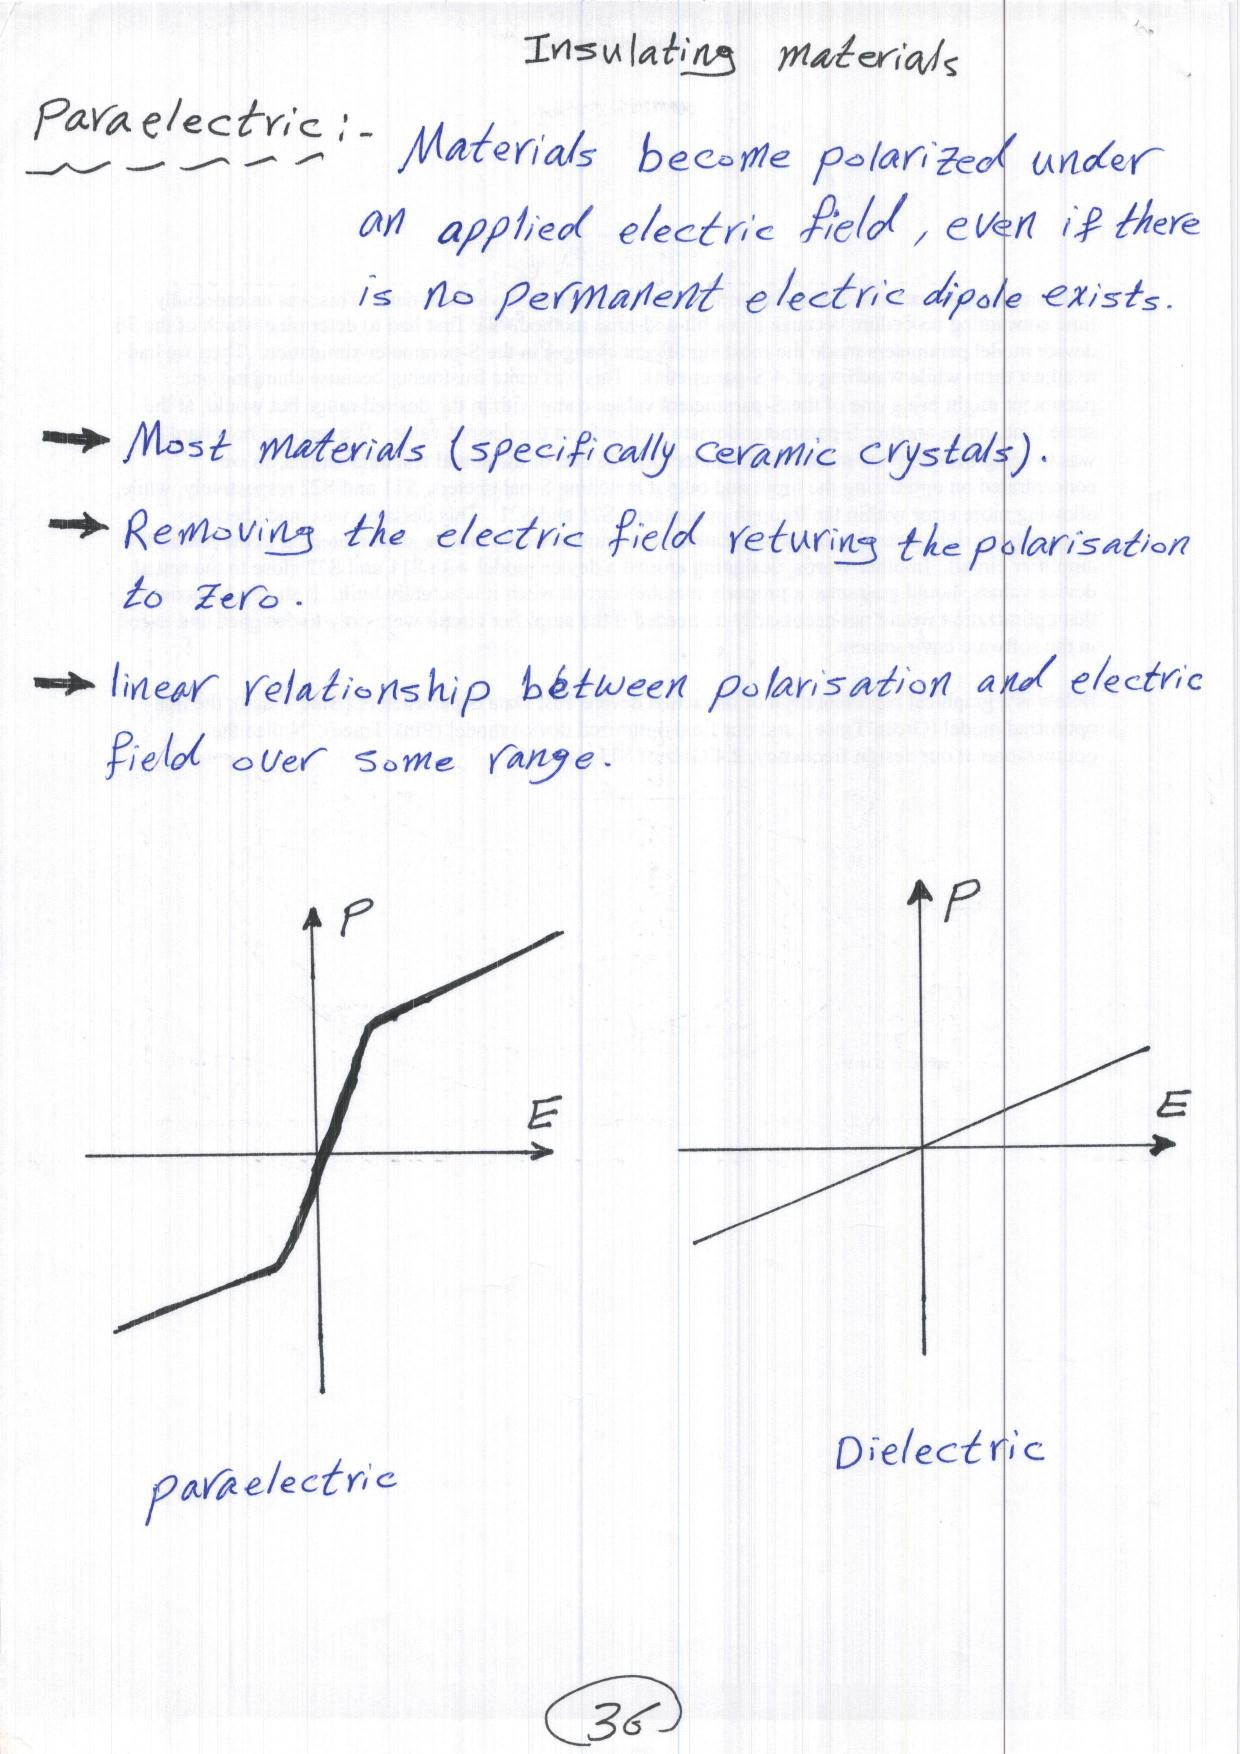 Insulating materials
Paraelectric :-
Materials become polarized under
an applied electric field, even if there
is no permanent electric dipole exists.
Most materials (specifically ceramic crystals).
Removing the electric field returing the polarisation
to zero.
linear relationship between polarisation and electric
field over some range.
P
E
P
E
paraelectric
Dielectric
36